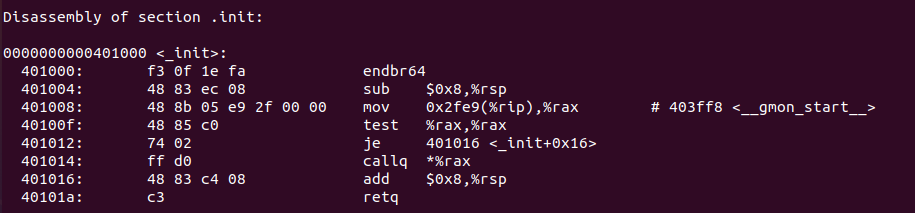 Disassembly of section .init:
0000000000401000 <_init>:
401000: f3 0f 1e fa endbr64
401004: 48 83 ec 08 sub $0x8,%rsp
401008: 48 8b 05 e9 2f 00 00 mov 0x2fe9(%rip),%rax # 403ff8 <__gmon_start__>
40100f: 48 85 c0 test %rax,%rax
401012: 74 02 je 401016 <_init+0x16>
401014: ff d0 callq *%rax
401016: 48 83 c4 08 add $0x8,%rsp
40101a: c3 retq